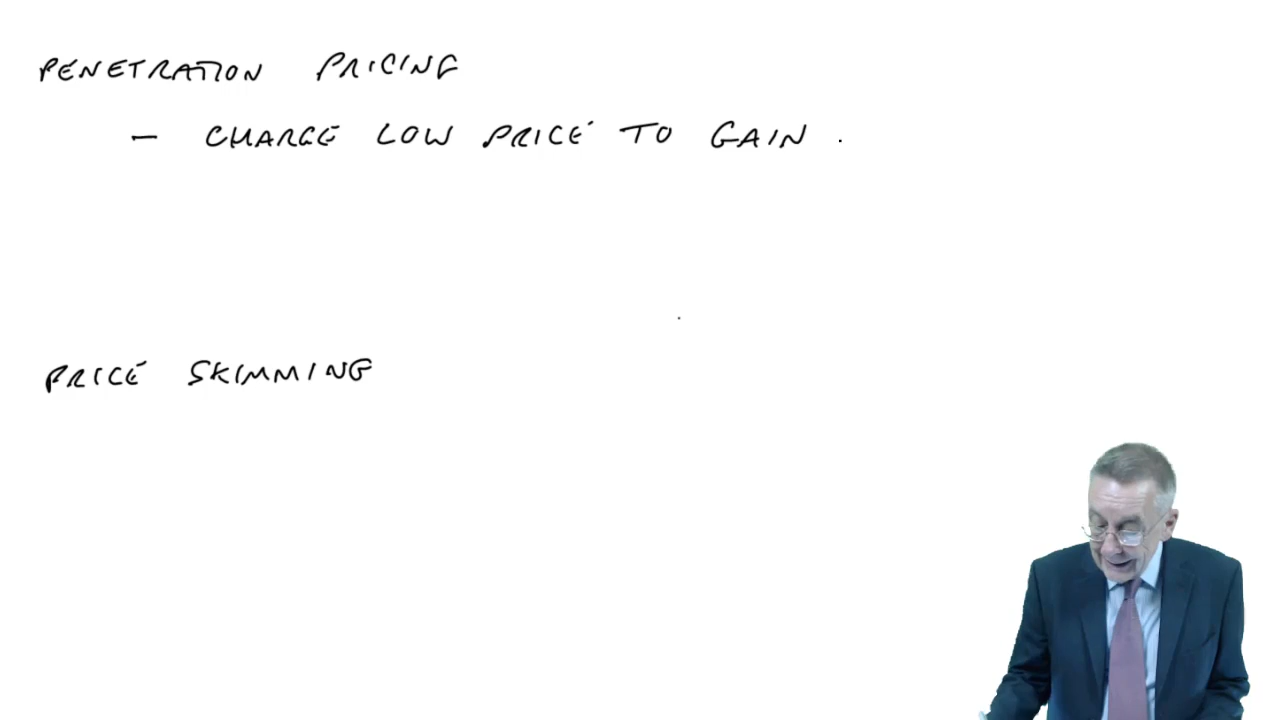 PENETRATION PRICING
- CHARGE LOW PRICE TO GAIN
PRICE SKIMMING